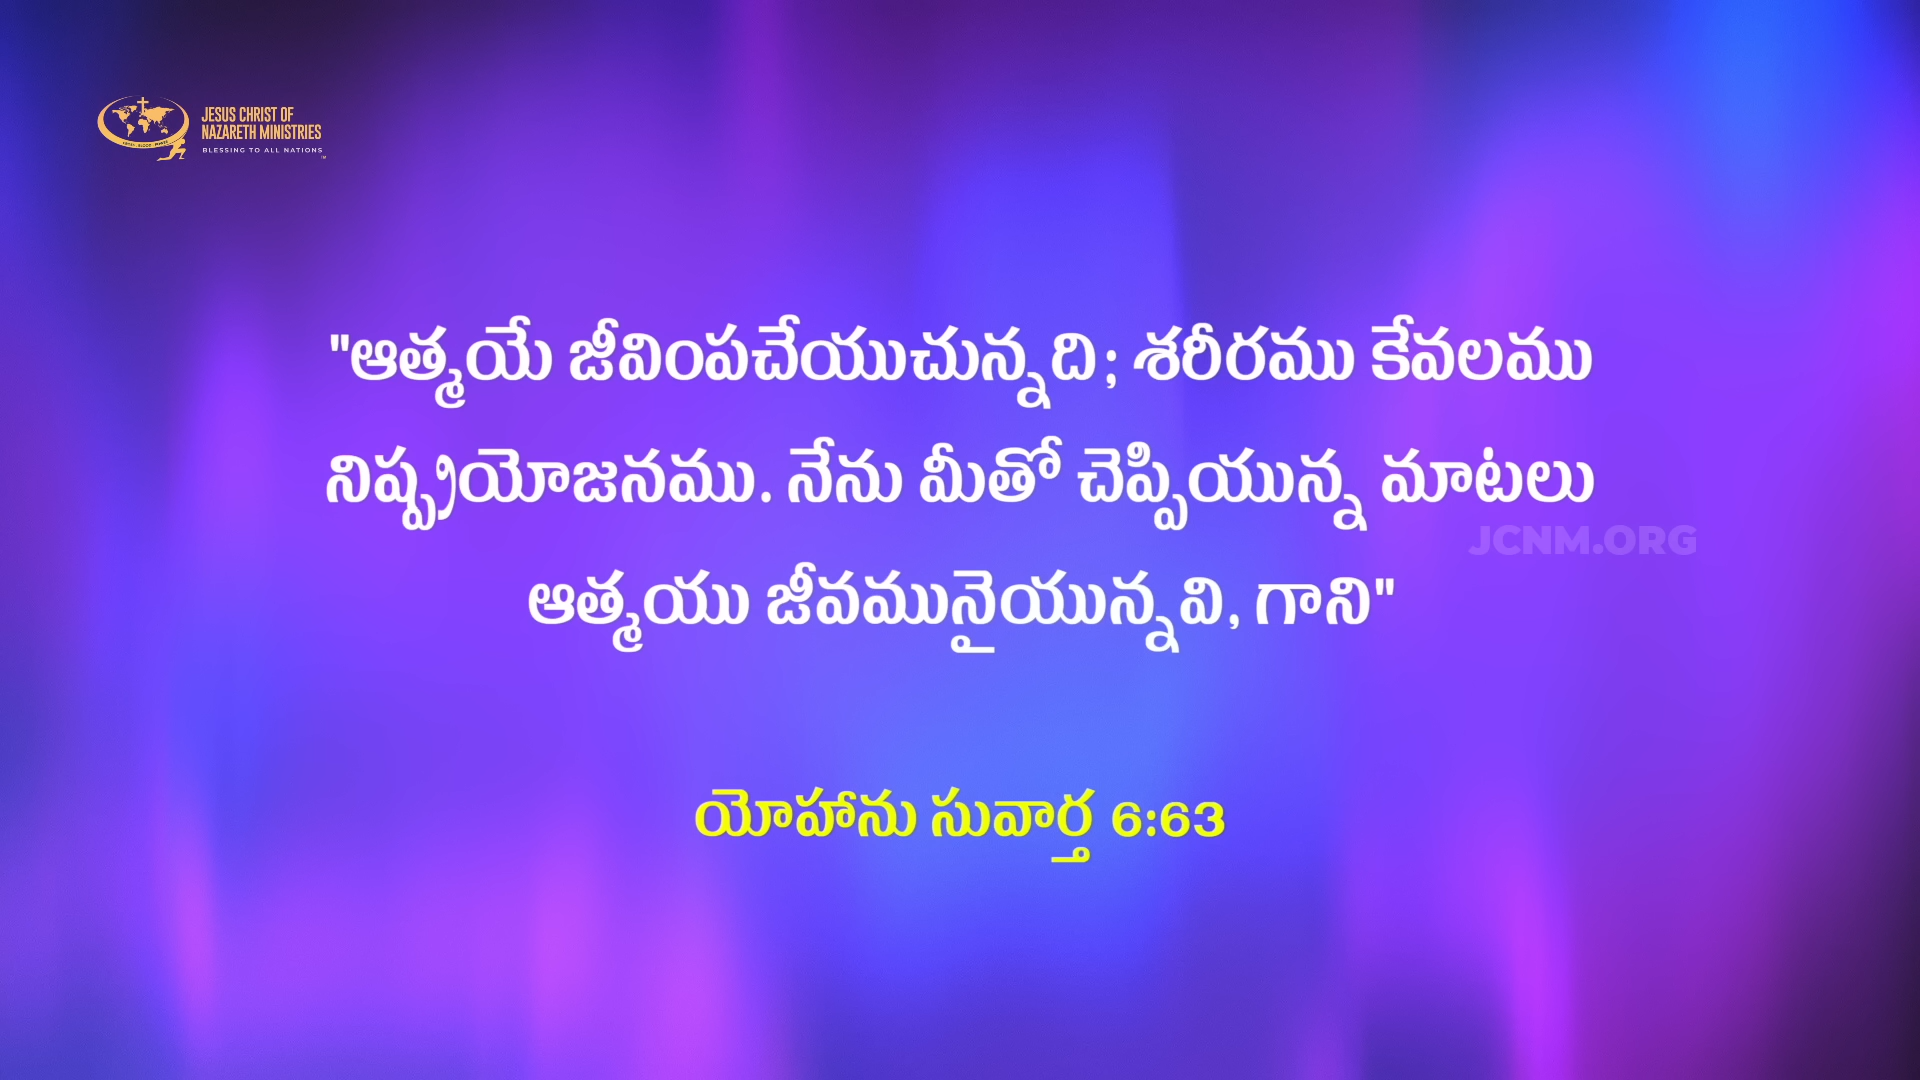 JESUS CHRIST OF
NAZARETH MINISTRIES
BLESSING TO ALL NATIONS
"ఆత్మయే జీవింపచేయుచున్నది; శరీరము కేవలము
నిష్ప్రయోజనము. నేను మీతో చెప్పియున్న మాటలు
JCNM.ORG
ఆత్మయు జీవమునైయున్నవి, గాని"
యోహాను సువార్త 6:63